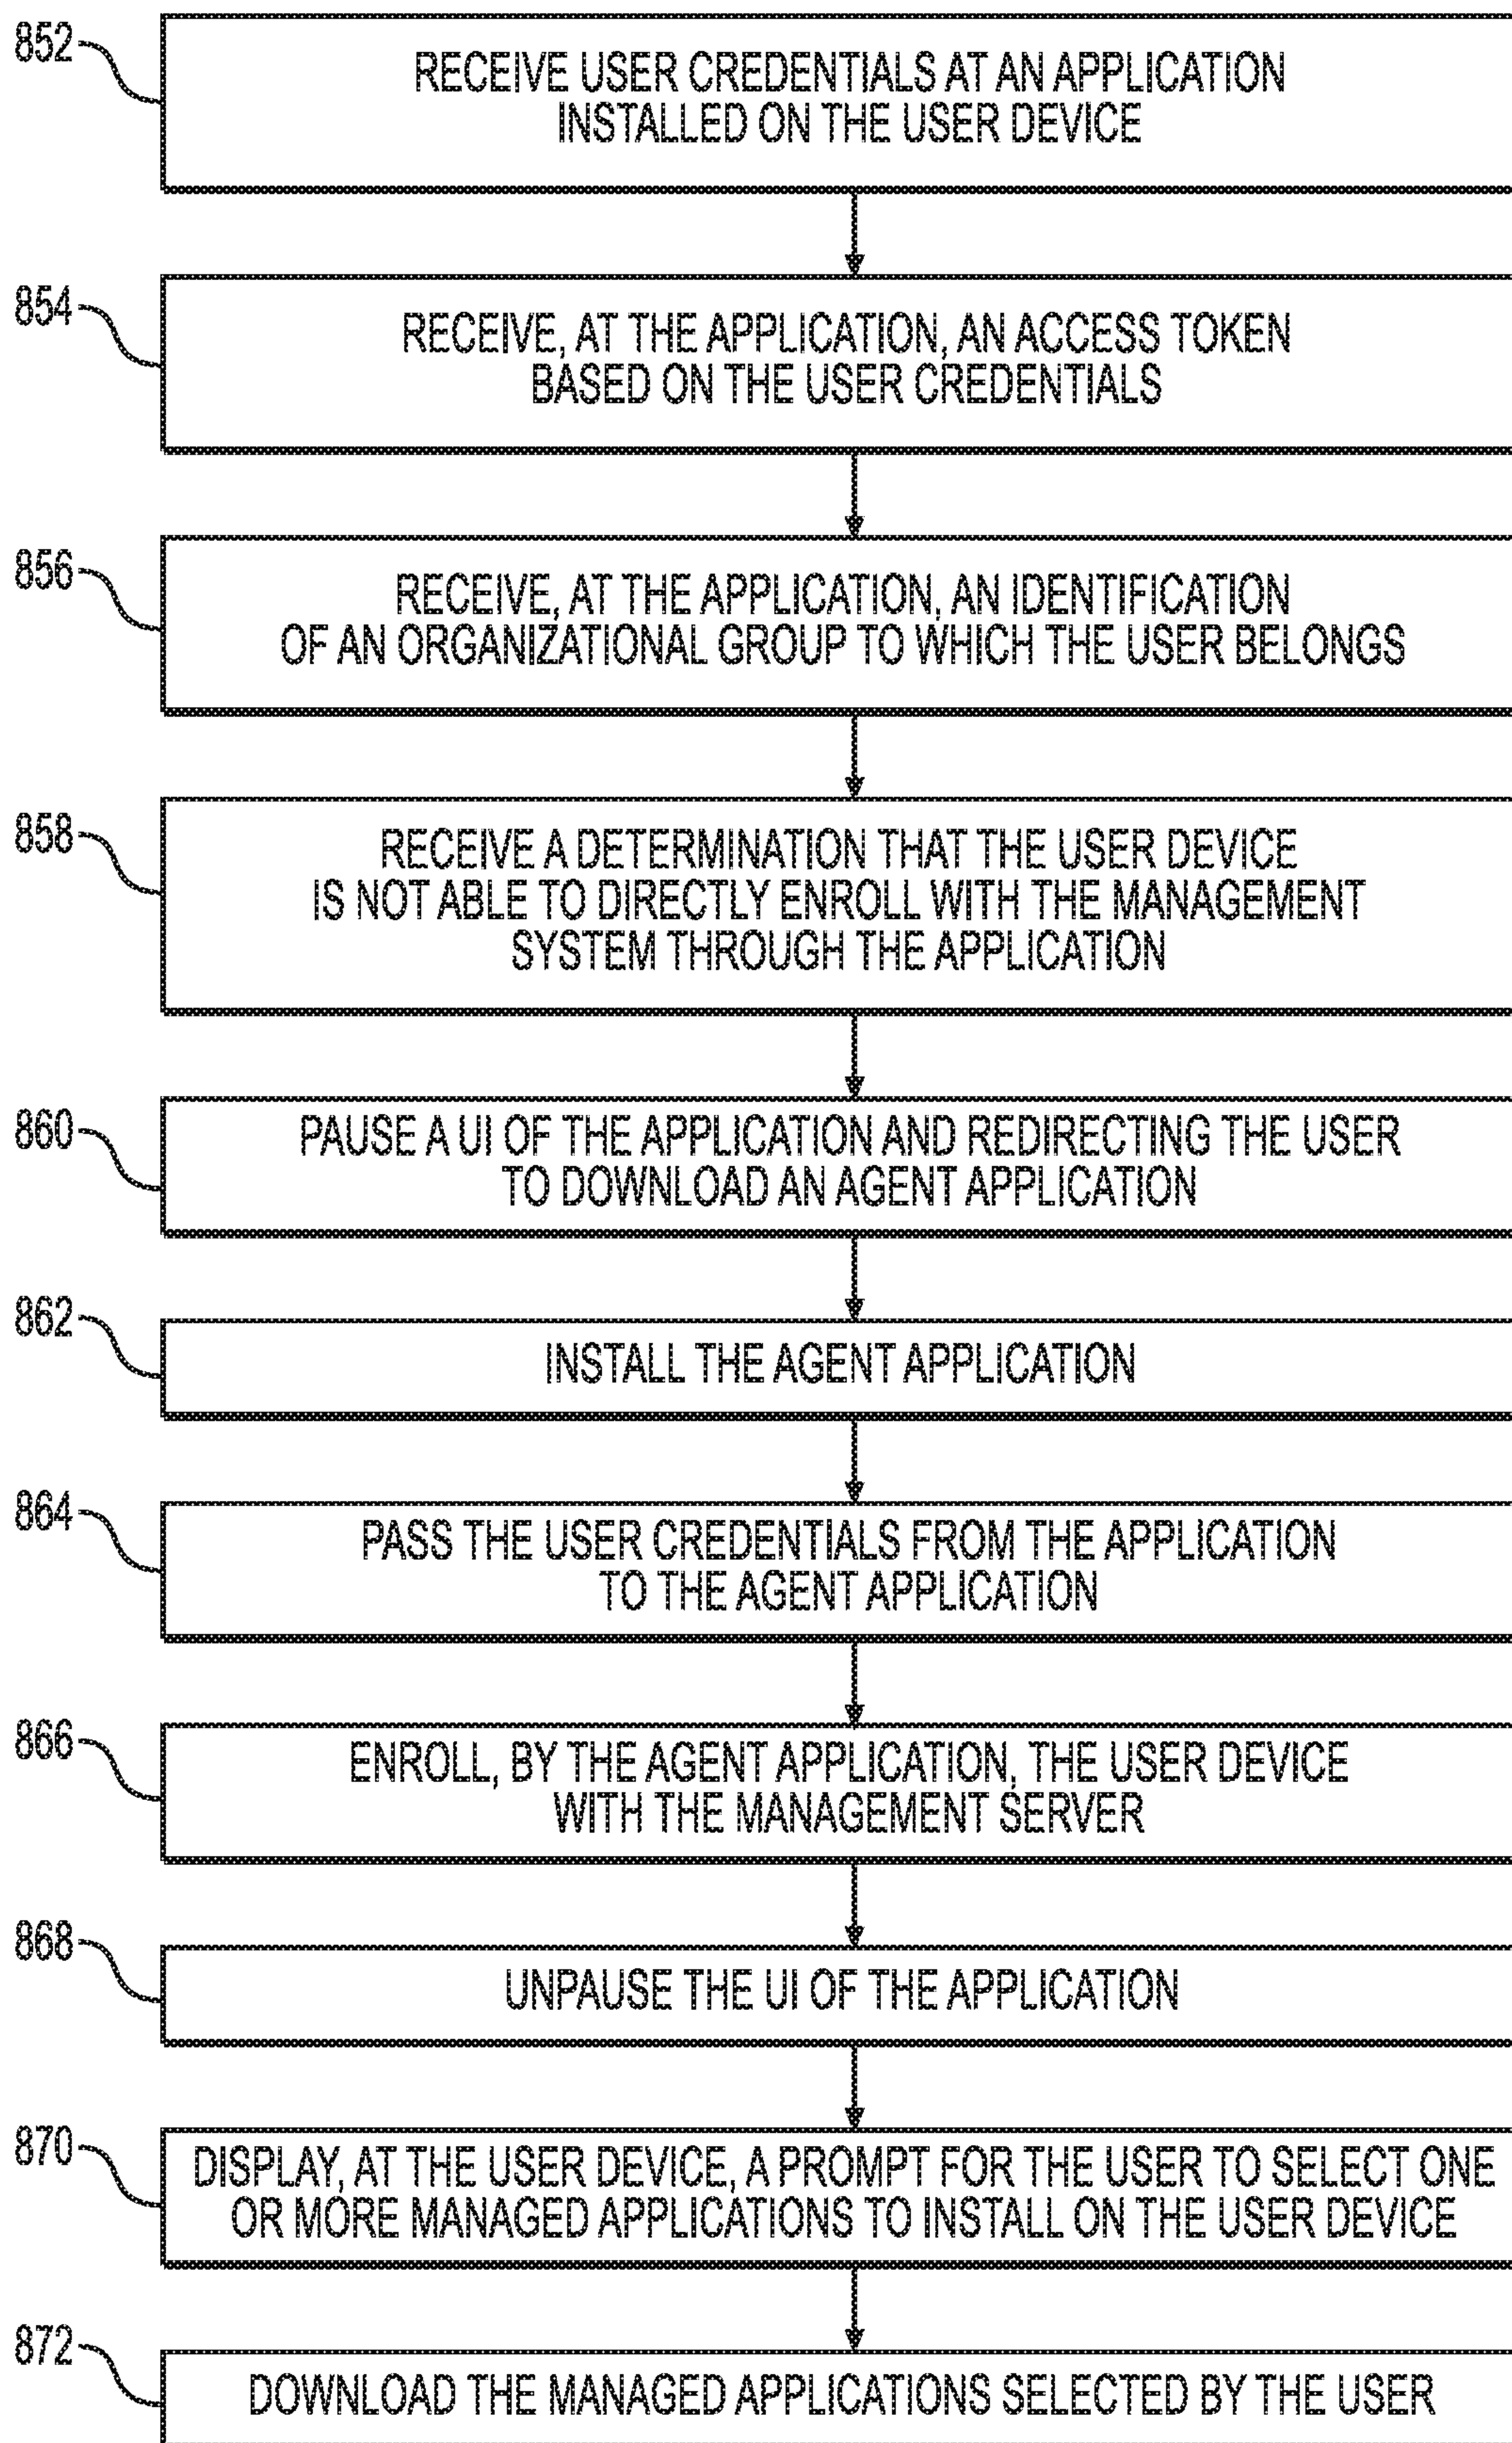 852
RECEIVE USER CREDENTIALS AT AN APPLICATION
INSTALLED ON THE USER DEVICE
854
RECEIVE, AT THE APPLICATION, AN ACCESS TOKEN
BASED ON THE USER CREDENTIALS
856
RECEIVE, AT THE APPLICATION, AN IDENTIFICATION
OF AN ORGANIZATIONAL GROUP TO WHICH THE USER BELONGS
858
RECEIVE A DETERMINATION THAT THE USER DEVICE
IS NOT ABLE TO DIRECTLY ENROLL WITH THE MANAGEMENT
SYSTEM THROUGH THE APPLICATION
860
PAUSE A UI OF THE APPLICATION AND REDIRECTING THE USER
TO DOWNLOAD AN AGENT APPLICATION
862
INSTALL THE AGENT APPLICATION
864
PASS THE USER CREDENTIALS FROM THE APPLICATION
TO THE AGENT APPLICATION
866
ENROLL, BY THE AGENT APPLICATION, THE USER DEVICE
WITH THE MANAGEMENT SERVER
868
UNPAUSE THE UI OF THE APPLICATION
870
DISPLAY, AT THE USER DEVICE, A PROMPT FOR THE USER TO SELECT ONE
OR MORE MANAGED APPLICATIONS TO INSTALL ON THE USER DEVICE
872
DOWNLOAD THE MANAGED APPLICATIONS SELECTED BY THE USER